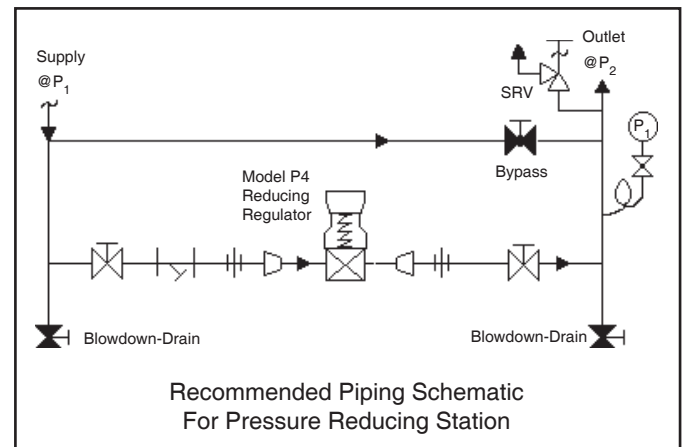 Supply
@P1
Outlet
@P2
SRV
P1
Bypass
Model P4
Reducing
Regulator
Blowdown-Drain
Blowdown-Drain
Recommended Piping Schematic
For Pressure Reducing Station